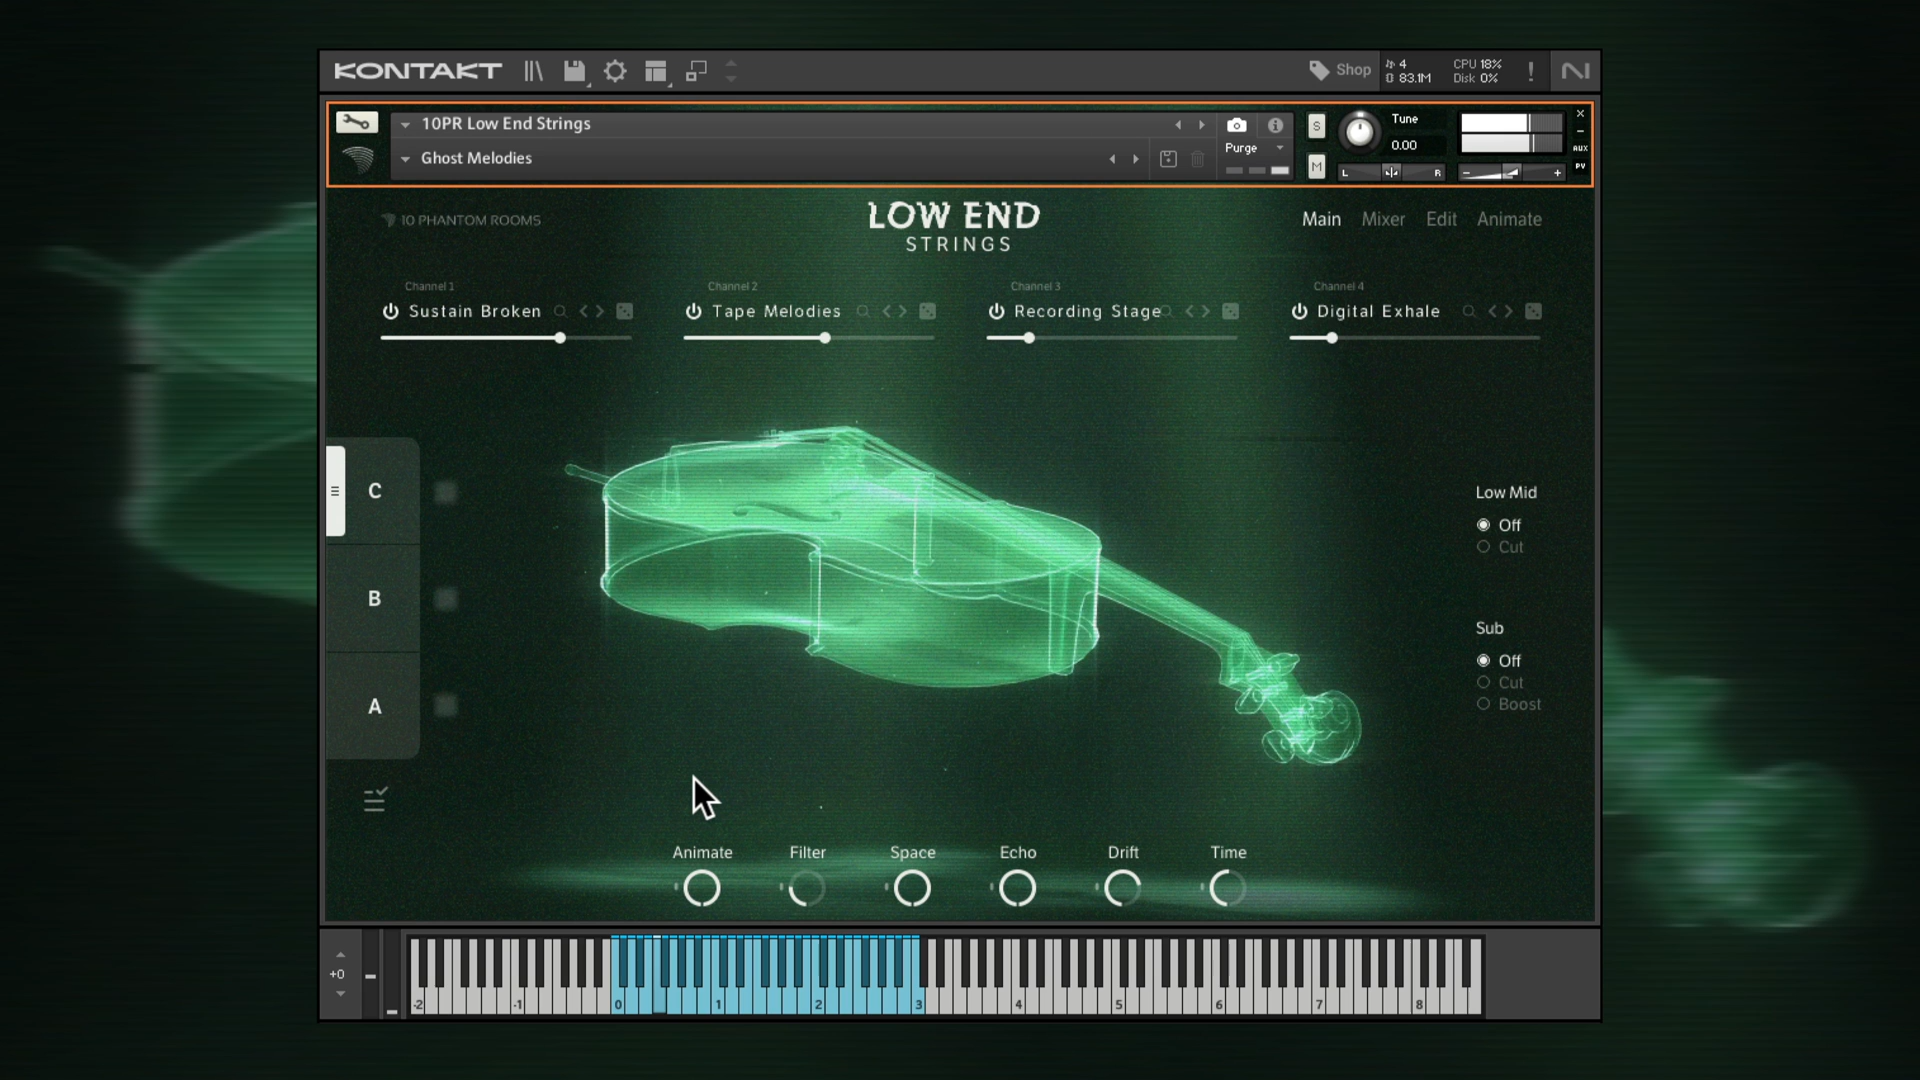 KONTAKT
Shop
4
83.1M
CPU 18%
Disk 0%
!
10PR Low End Strings
Ghost Melodies
Purge
S
M
Tune
0.00
L
R
AUX
PV
10 PHANTOM ROOMS
LOW END
STRINGS
Main Mixer Edit Animate
Channel 1 Channel 2 Channel 3 Channel 4
Sustain Broken Tape Melodies Recording Stage Digital Exhale
C
B
A
Low Mid
Off
Cut
Sub
Off
Cut
Boost
Animate Filter Space Echo Drift Time
+0
-2 -1 0 1 2 3 4 5 6 7 8